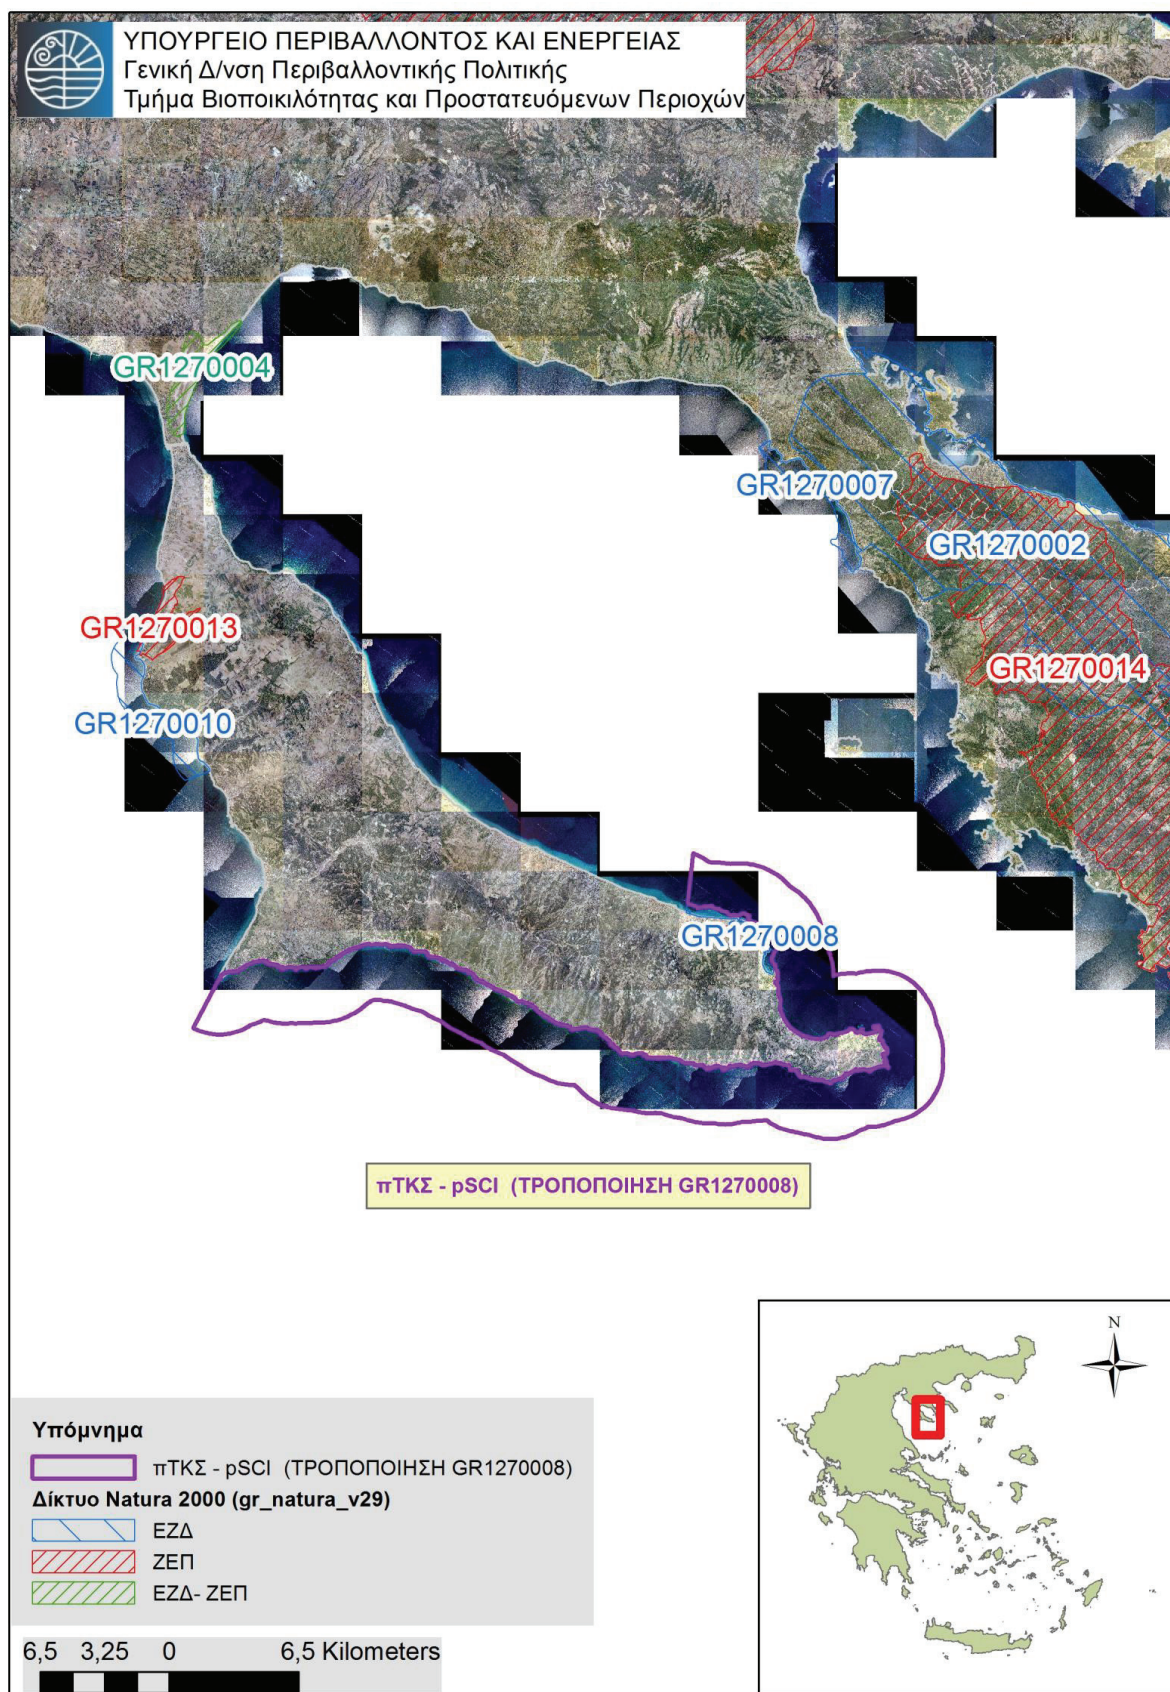 ΥΠΟΥΡΓΕΙΟ ΠΕΡΙΒΑΛΛΟΝΤΟΣ ΚΑΙ ΕΝΕΡΓΕΙΑΣ
Γενική Δ/νση Περιβαλλοντικής Πολιτικής
Τμήμα Βιοποικιλότητας και Προστατευόμενων Περιοχών
GR1270004
GR1270007
GR1270002
GR1270013
GR1270014
GR1270010
GR1270008
πΤΚΣ - pSCI (ΤΡΟΠΟΠΟΙΗΣΗ GR1270008)
N
Υπόμνημα
πΤΚΣ - pSCI (ΤΡΟΠΟΠΟΙΗΣΗ GR1270008)
Δίκτυο Natura 2000 (gr_natura_v29)
ΕΖΔ
ΖΕΠ
ΕΖΔ- ΖΕΠ
6,5 3,25 0 6,5 Kilometers